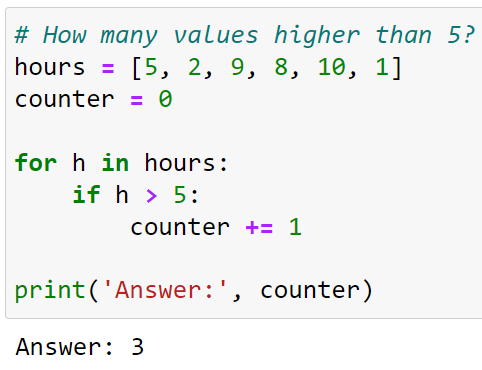 # How many values higher than 5?
hours = [5, 2, 9, 8, 10, 1]
counter = 0
for h in hours:
    if h > 5:
        counter += 1
print('Answer:', counter)
Answer: 3